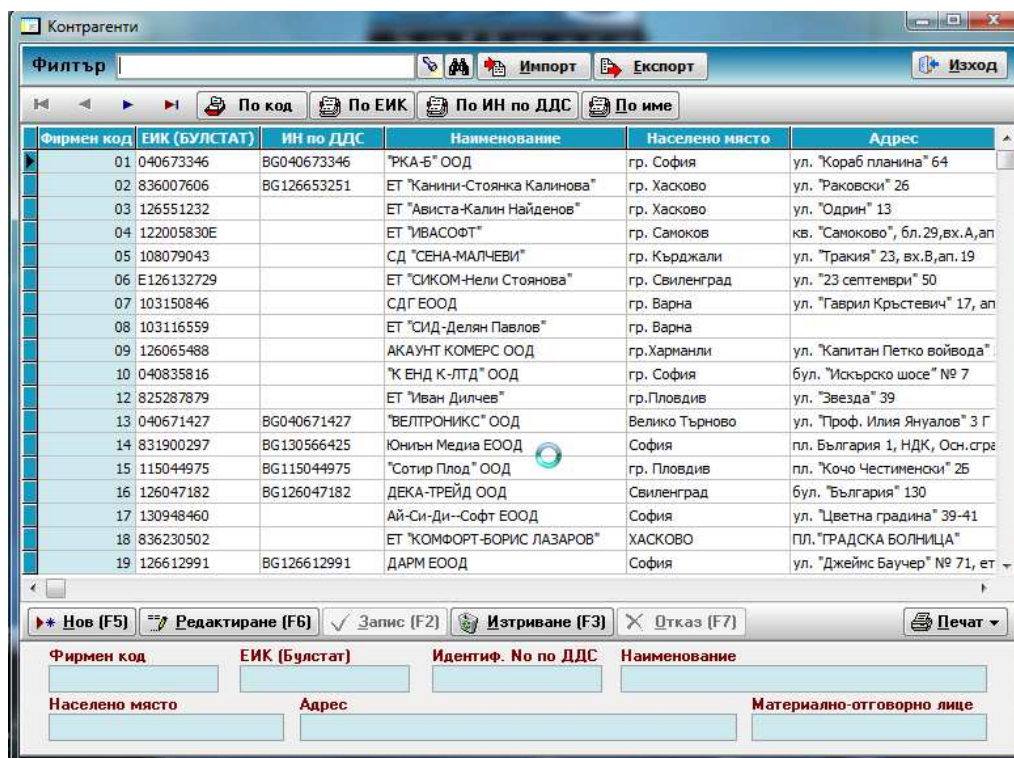 Контрагенти
Филтър Импорт Експорт Изход
По код По ЕИК По ИН по ДДС По име
Фирмен код ЕИК (БУЛСТАТ) ИН по ДДС Наименование Населено място Адрес
01 040673346 BG040673346 "РКА-Б" ООД гр. София ул. "Кораб планина" 64
02 836007606 BG126653251 ЕТ "Канини-Стоянка Калинова" гр. Хасково ул. "Раковски" 26
03 126551232 ЕТ "Ависта-Калин Найденов" гр. Хасково ул. "Одрин" 13
04 122005830Е ЕТ "ИВАСОФТ" гр. Самоков кв. "Самоково", бл.29,вх.А,ап
05 108079043 СД "СЕНА-МАЛЧЕВИ" гр. Кърджали ул. "Тракия" 23, вх.В,ап.19
06 Е126132729 ЕТ "СИКОМ-Нели Стоянова" гр. Свиленград ул. "23 септември" 50
07 103150846 СДГ ЕООД гр. Варна ул. "Гаврил Кръстевич" 17, ап
08 103116559 ЕТ "СИД-Делян Павлов" гр. Варна
09 126065488 АКАУНТ КОМЕРС ООД гр.Харманли ул. "Капитан Петко войвода"
10 040835816 "К ЕНД К-ЛТД" ООД гр. София бул. "Искърско шосе" № 7
12 825287879 ЕТ "Иван Дилчев" гр.Пловдив ул. "Звезда" 39
13 040671427 BG040671427 "ВЕЛТРОНИКС" ООД Велико Търново ул. "Проф. Илия Януалов" 3 Г
14 831900297 BG130566425 Юниън Медиа ЕООД София пл. България 1, НДК, Осн.сгра
15 115044975 BG115044975 "Сотир Плод" ООД гр. Пловдив пл. "Кочо Честименски" 2Б
16 126047182 BG126047182 ДЕКА-ТРЕЙД ООД Свиленград бул. "България" 130
17 130948460 Ай-Си-Ди--Софт ЕООД София ул. "Цветна градина" 39-41
18 836230502 ЕТ "КОМФОРТ-БОРИС ЛАЗАРОВ" ХАСКОВО ПЛ."ГРАДСКА БОЛНИЦА"
19 126612991 BG126612991 ДАРМ ЕООД София ул. "Джеймс Баучер" № 71, ет
Нов (F5) Редактиране (F6) Запис (F2) Изтриване (F3) Отказ (F7) Печат
Фирмен код ЕИК (Булстат) Идентиф. No по ДДС Наименование
Населено място Адрес Материално-отговорно лице